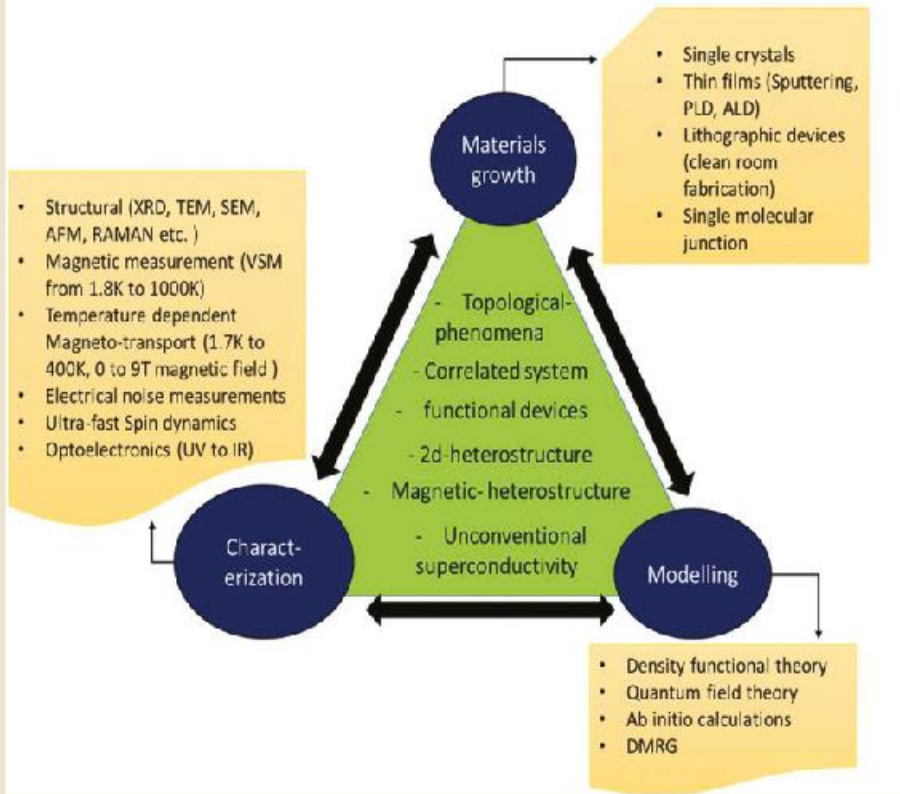 • Single crystals
• Thin films (Sputtering,
PLD, ALD)
• Lithographic devices
(clean room
fabrication)
• Single molecular
junction
Materials
growth
• Structural (XRD, TEM, SEM,
AFM, RAMAN etc. )
• Magnetic measurement (VSM
from 1.8K to 1000K)
• Temperature dependent
Magneto-transport (1.7K to
400K, 0 to 9T magnetic field )
• Electrical noise measurements
• Ultra-fast Spin dynamics
• Optoelectronics (UV to IR)
- Topological-
phenomena
- Correlated system
- functional devices
- 2d-heterostructure
- Magnetic- heterostructure
- Unconventional
superconductivity
Charact-
erization
Modelling
• Density functional theory
• Quantum field theory
• Ab initio calculations
• DMRG